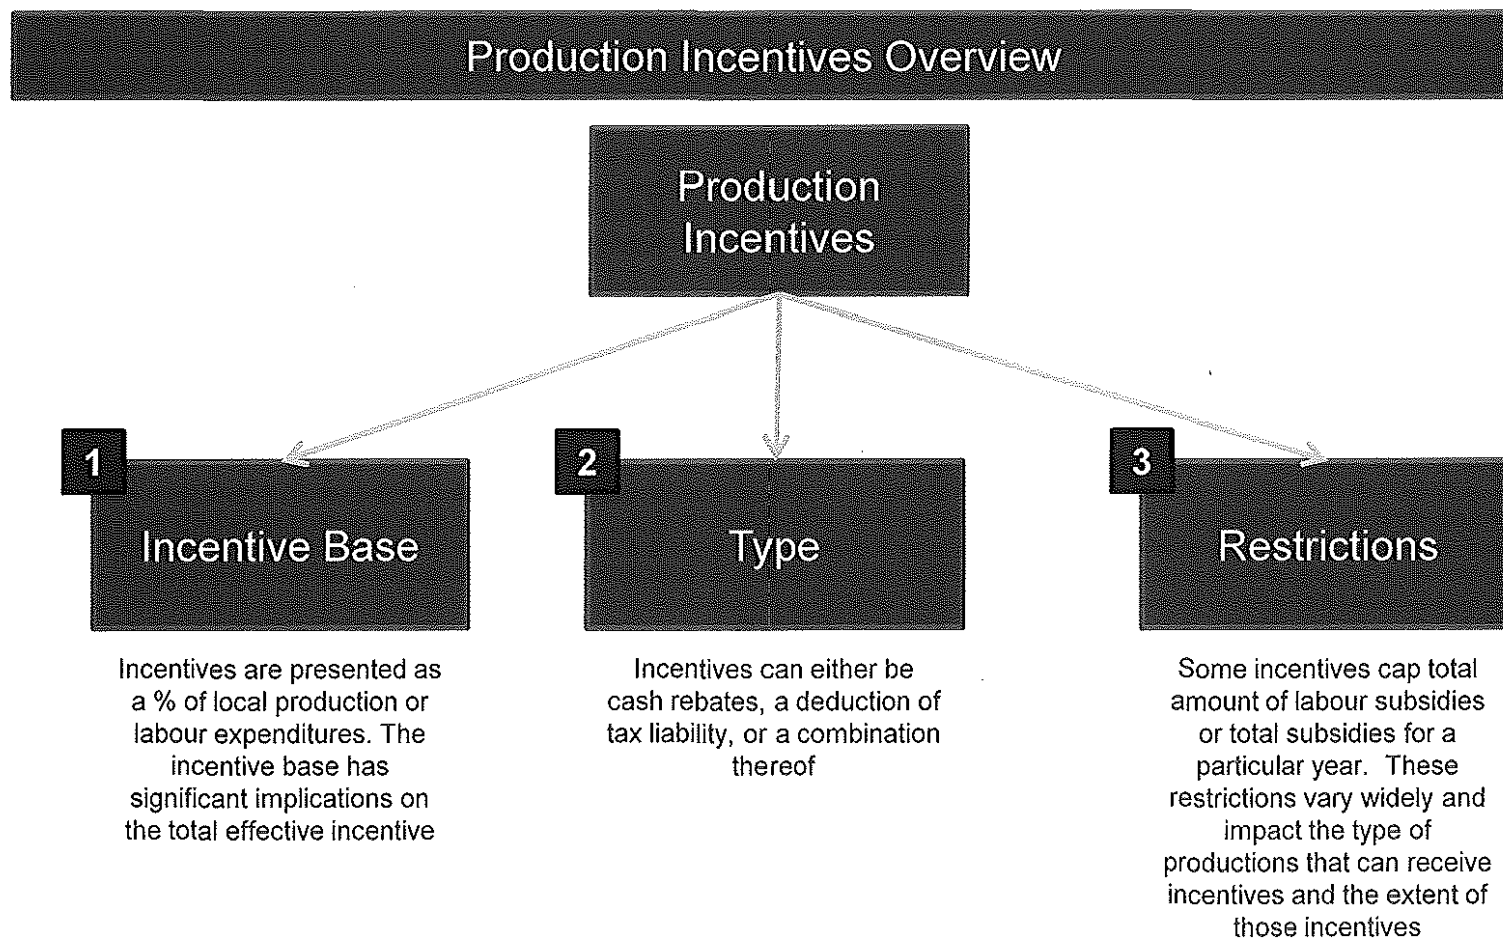 Production Incentives Overview
Production
Incentives
1
Incentive Base
Incentives are presented as
a % of local production or
labour expenditures. The
incentive base has
significant implications on
the total effective incentive
2
Type
Incentives can either be
cash rebates, a deduction of
tax liability, or a combination
thereof
3
Restrictions
Some incentives cap total
amount of labour subsidies
or total subsidies for a
particular year. These
restrictions vary widely and
impact the type of
productions that can receive
incentives and the extent of
those incentives